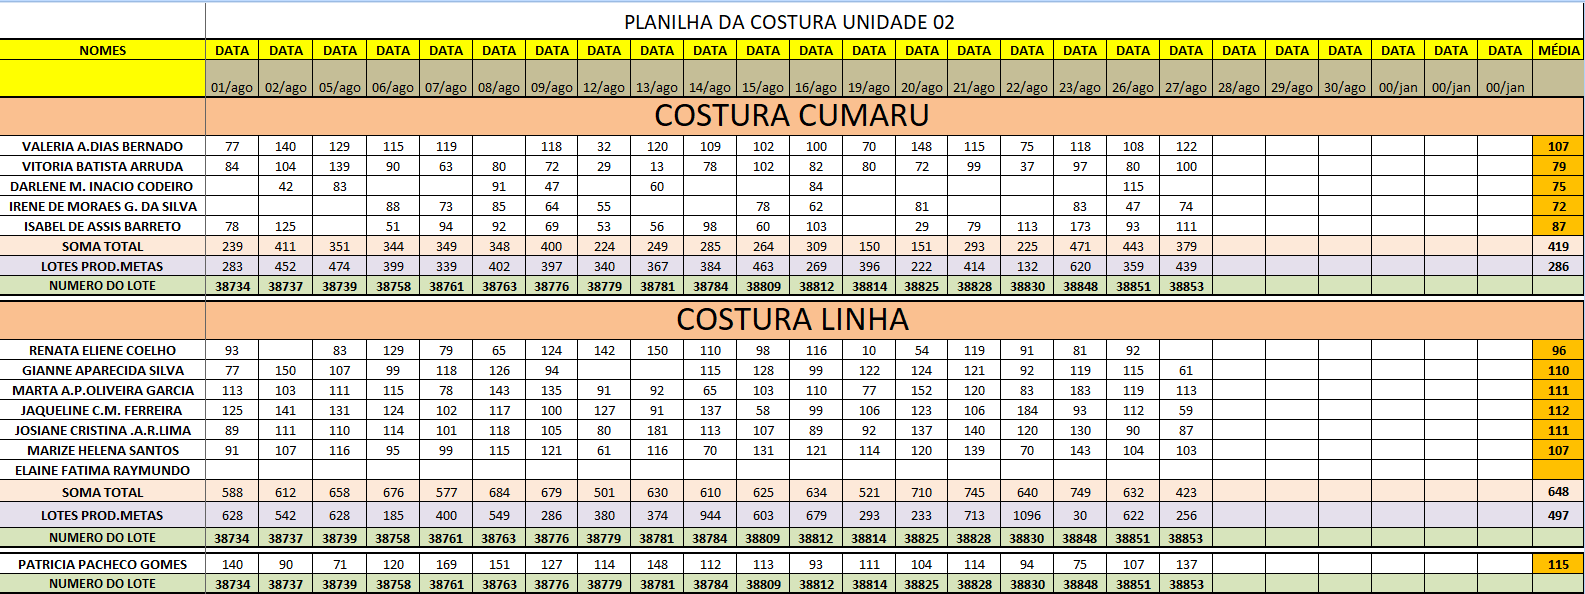 PLANILHA DA COSTURA UNIDADE 02
NOMES DATA DATA DATA DATA DATA DATA DATA DATA DATA DATA DATA DATA DATA DATA DATA DATA DATA DATA DATA DATA DATA DATA DATA DATA DATA MÉDIA
01/ago 02/ago 05/ago 06/ago 07/ago 08/ago 09/ago 12/ago 13/ago 14/ago 15/ago 16/ago 19/ago 20/ago 21/ago 22/ago 23/ago 26/ago 27/ago 28/ago 29/ago 30/ago 00/jan 00/jan 00/jan
COSTURA CUMARU
VALERIA A.DIAS BERNADO 77 140 129 115 119 118 32 120 109 102 100 70 148 115 75 118 108 122 107
VITORIA BATISTA ARRUDA 84 104 139 90 63 80 72 29 13 78 102 82 80 72 99 37 97 80 100 79
DARLENE M. INACIO CODEIRO 42 83 91 47 60 84 115 75
IRENE DE MORAES G. DA SILVA 88 73 85 64 55 78 62 81 83 47 74 72
ISABEL DE ASSIS BARRETO 78 125 51 94 92 69 53 56 98 60 103 29 79 113 173 93 111 87
SOMA TOTAL 239 411 351 344 349 348 400 224 249 285 264 309 150 151 293 225 471 443 379 419
LOTES PROD.METAS 283 452 474 399 339 402 397 340 367 384 463 269 396 222 414 132 620 359 439 286
NUMERO DO LOTE 38734 38737 38739 38758 38761 38763 38776 38779 38781 38784 38809 38812 38814 38825 38828 38830 38848 38851 38853
COSTURA LINHA
RENATA ELIENE COELHO 93 83 129 79 65 124 142 150 110 98 116 10 54 119 91 81 92 96
GIANNE APARECIDA SILVA 77 150 107 99 118 126 94 115 128 99 122 124 121 92 119 115 61 110
MARTA A.P.OLIVEIRA GARCIA 113 103 111 115 78 143 135 91 92 65 103 110 77 152 120 83 183 119 113 111
JAQUELINE C.M. FERREIRA 125 141 131 124 102 117 100 127 91 137 58 99 106 123 106 184 93 112 59 112
JOSIANE CRISTINA .A.R.LIMA 89 111 110 114 101 118 105 80 181 113 107 89 92 137 140 120 130 90 87 111
MARIZE HELENA SANTOS 91 107 116 95 99 115 121 61 116 70 131 121 114 120 139 70 143 104 103 107
ELAINE FATIMA RAYMUNDO
SOMA TOTAL 588 612 658 676 577 684 679 501 630 610 625 634 521 710 745 640 749 632 423 648
LOTES PROD.METAS 628 542 628 185 400 549 286 380 374 944 603 679 293 233 713 1096 30 622 256 497
NUMERO DO LOTE 38734 38737 38739 38758 38761 38763 38776 38779 38781 38784 38809 38812 38814 38825 38828 38830 38848 38851 38853
PATRICIA PACHECO GOMES 140 90 71 120 169 151 127 114 148 112 113 93 111 104 114 94 75 107 137 115
NUMERO DO LOTE 38734 38737 38739 38758 38761 38763 38776 38779 38781 38784 38809 38812 38814 38825 38828 38830 38848 38851 38853